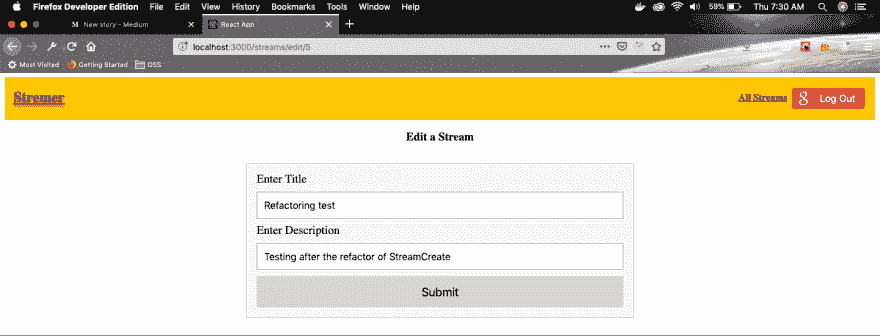 Firefox Developer Edition File Edit View History Bookmarks Tools Window Help 59% Thu 7:30 AM
M New story - Medium React App
localhost:3000/streams/edit/5
Most Visited Getting Started DSS
Stremer All Streams Log Out
Edit a Stream
Enter Title
Refactoring test
Enter Description
Testing after the refactor of StreamCreate
Submit